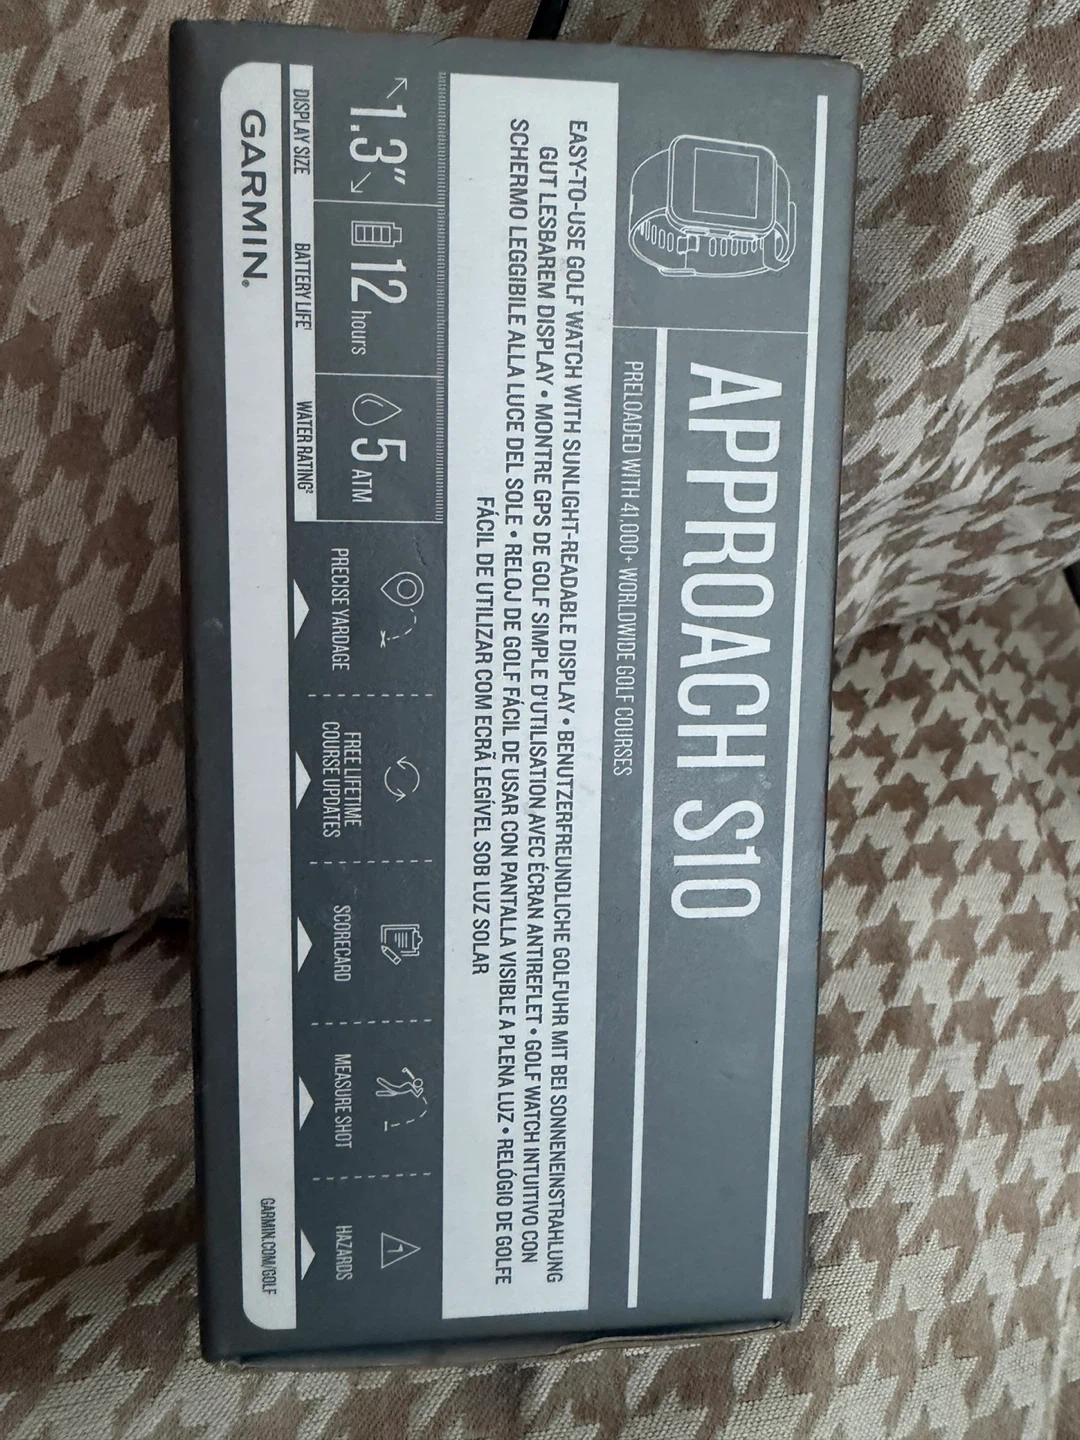 APPROACH S10
PRELOADED WITH 41,000+ WORLDWIDE GOLF COURSES
EASY-TO-USE GOLF WATCH WITH SUNLIGHT-READABLE DISPLAY • BENUTZERFREUNDLICHE GOLFUHR MIT BEI SONNENEINSTRAHLUNG
GUT LESBAREM DISPLAY • MONTRE GPS DE GOLF SIMPLE D'UTILISATION AVEC ÉCRAN ANTIREFLET • GOLF WATCH INTUITIVO CON
SCHERMO LEGGIBILE ALLA LUCE DEL SOLE • RELOJ DE GOLF FÁCIL DE USAR CON PANTALLA VISIBLE A PLENA LUZ • RELÓGIO DE GOLFE
FÁCIL DE UTILIZAR COM ECRÃ LEGÍVEL SOB LUZ SOLAR
1.3"
DISPLAY SIZE
12 hours
BATTERY LIFE¹
5 ATM
WATER RATING²
PRECISE YARDAGE
FREE LIFETIME
COURSE UPDATES
SCORECARD
MEASURE SHOT
HAZARDS
GARMIN®
GARMIN.COM/GOLF